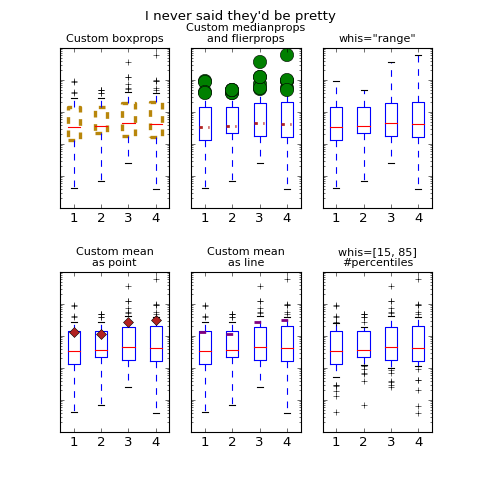 I never said they'd be pretty
Custom boxprops
Custom medianprops
and flierprops
whis="range"
1 2 3 4
1 2 3 4
1 2 3 4
Custom mean
as point
Custom mean
as line
whis=[15, 85]
#percentiles
1 2 3 4
1 2 3 4
1 2 3 4